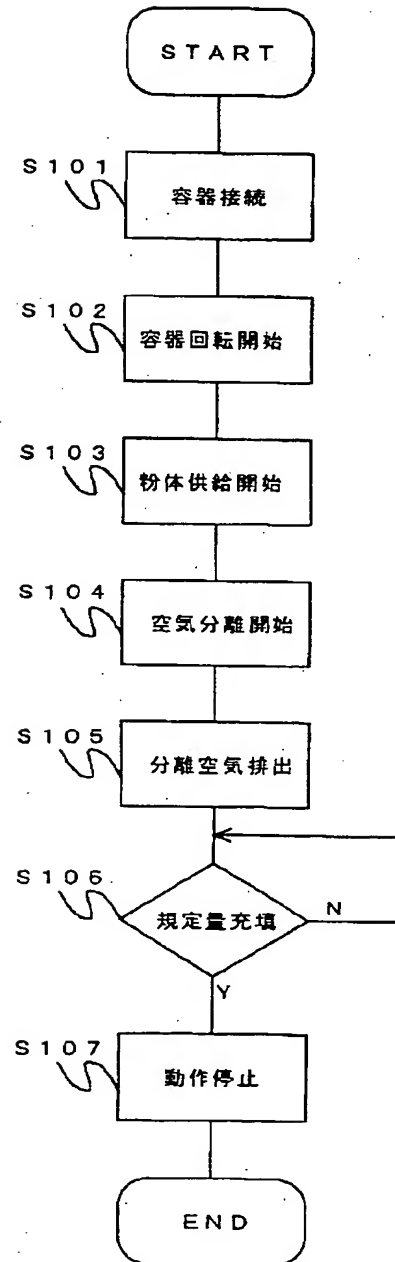 START
S101
容器接続
S102
容器回転開始
S103
粉体供給開始
S104
空気分離開始
S105
分離空気排出
S106
規定量充填
N
Y
S107
動作停止
END